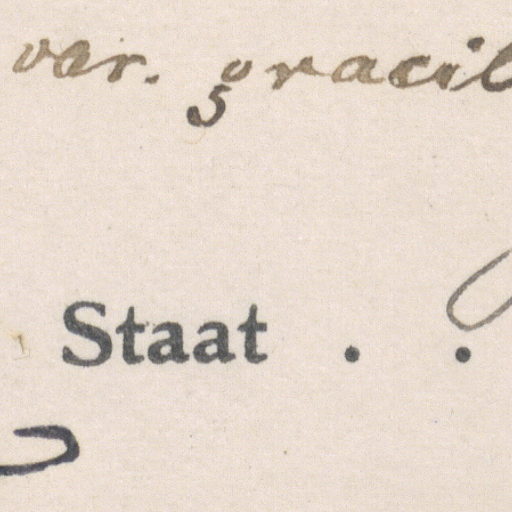 var. gracil
Staat . .